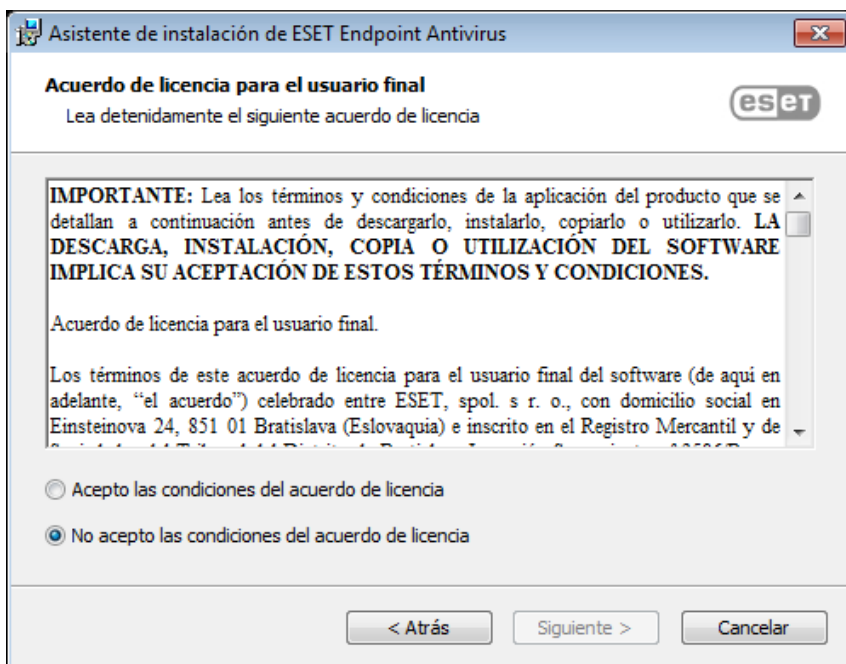 Asistente de instalación de ESET Endpoint Antivirus
Acuerdo de licencia para el usuario final
Lea detenidamente el siguiente acuerdo de licencia
eseT
IMPORTANTE: Lea los términos y condiciones de la aplicación del producto que se
detallan a continuación antes de descargarlo, instalarlo, copiarlo o utilizarlo. LA
DESCARGA, INSTALACIÓN, COPIA O UTILIZACIÓN DEL SOFTWARE
IMPLICA SU ACEPTACIÓN DE ESTOS TÉRMINOS Y CONDICIONES.
Acuerdo de licencia para el usuario final.
Los términos de este acuerdo de licencia para el usuario final del software (de aquí en
adelante, “el acuerdo”) celebrado entre ESET, spol. s r. o., con domicilio social en
Einsteinova 24, 851 01 Bratislava (Eslovaquia) e inscrito en el Registro Mercantil y de
Acepto las condiciones del acuerdo de licencia
No acepto las condiciones del acuerdo de licencia
< Atrás
Siguiente >
Cancelar